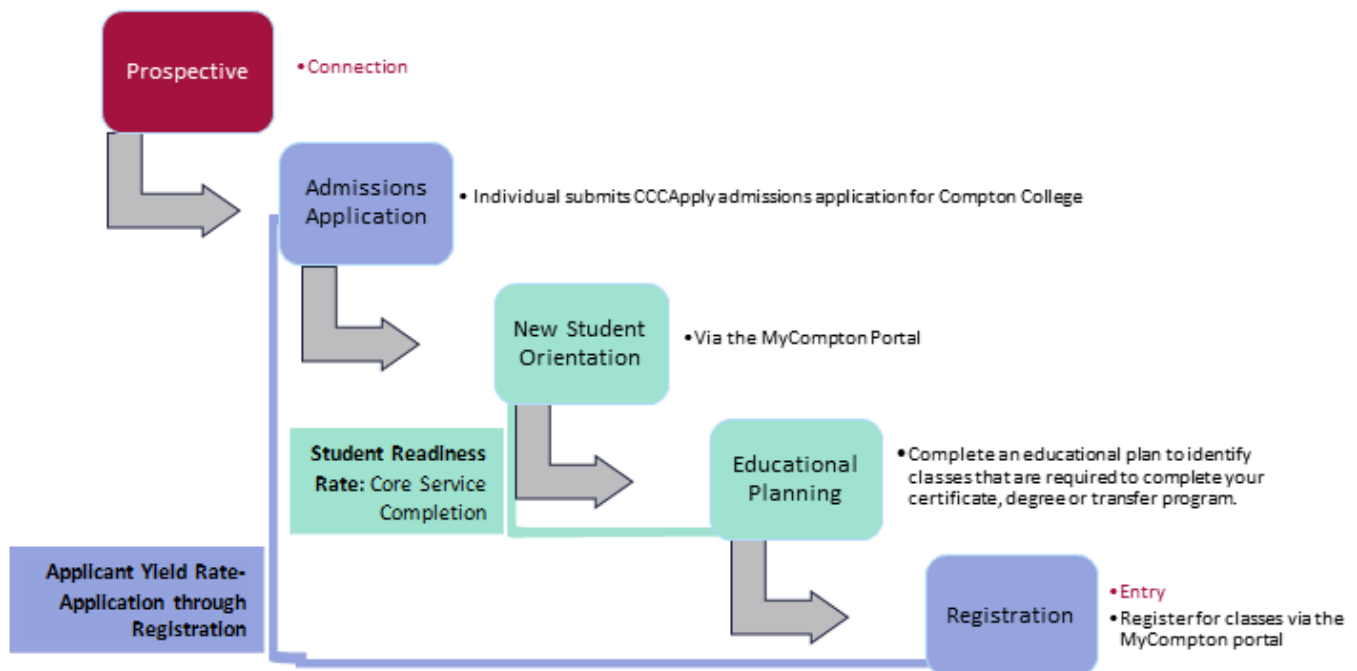 Prospective
•Connection
Admissions
Application
• Individual submits CCCApply admissions application for Compton College
New Student
Orientation
•Via the MyCompton Portal
Student Readiness
Rate: Core Service
Completion
Educational
Planning
•Complete an educational plan to identify
classes that are required to complete your
certificate, degree or transfer program.
Applicant Yield Rate-
Application through
Registration
Registration
•Entry
•Register for classes via the
MyCompton portal